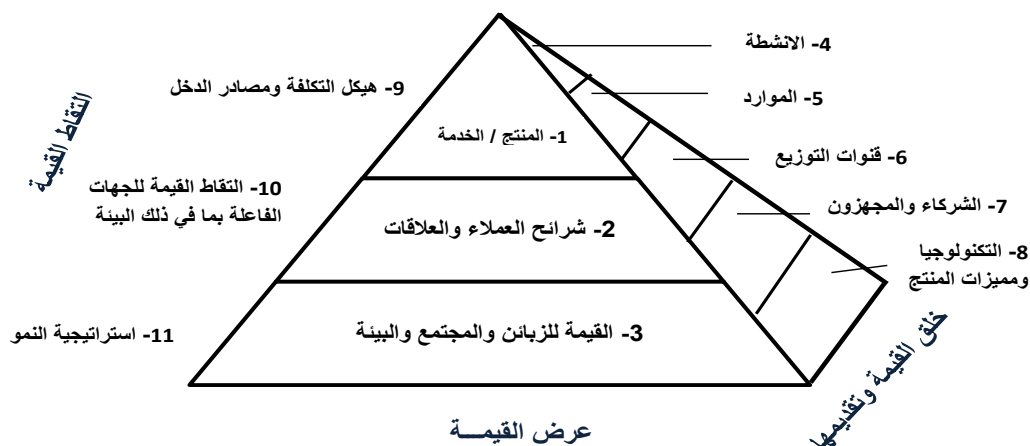 4- الانشطة
5- الموارد
9- هيكل التكلفة ومصادر الدخل
التقاط القيمة
1- المنتج / الخدمة
6- قنوات التوزيع
10- التقاط القيمة للجهات
الفاعلة بما في ذلك البيئة
7- الشركاء والمجهزون
2- شرائح العملاء والعلاقات
8- التكنولوجيا
ومميزات المنتج
11- استراتيجية النمو
3- القيمة للزبائن والمجتمع والبيئة
خلق القيمة وتقديمها
عرض القيمـــة